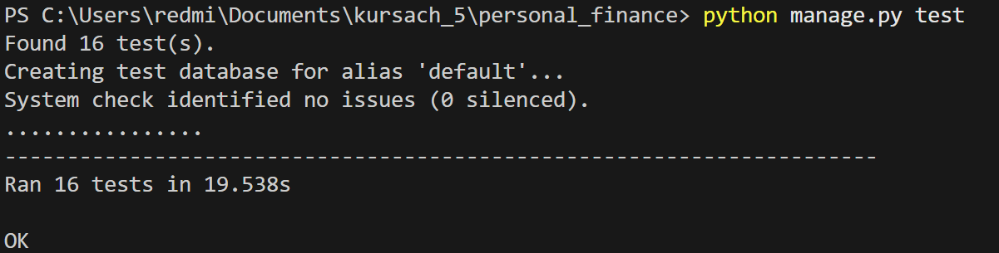 PS C:\Users\redmi\Documents\kursach_5\personal_finance> python manage.py test
Found 16 test(s).
Creating test database for alias 'default'...
System check identified no issues (0 silenced).
................
----------------------------------------------------------------------
Ran 16 tests in 19.538s

OK